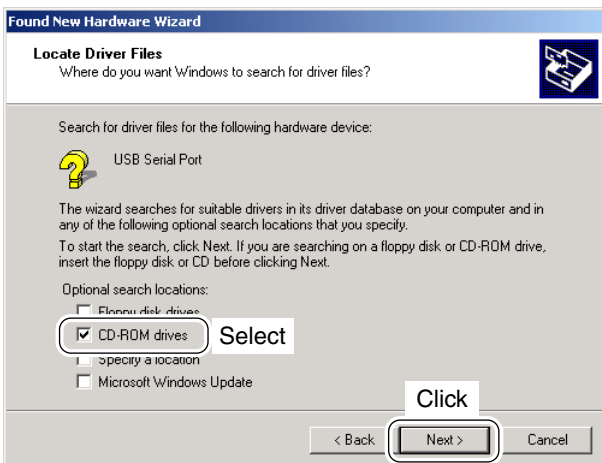 Found New Hardware Wizard
Locate Driver Files
Where do you want Windows to search for driver files?
Search for driver files for the following hardware device:
USB Serial Port
The wizard searches for suitable drivers in its driver database on your computer and in
any of the following optional search locations that you specify.
To start the search, click Next. If you are searching on a floppy disk or CD-ROM drive,
insert the floppy disk or CD before clicking Next.
Optional search locations:
Floppy disk drives
CD-ROM drives Select
Specify a location
Microsoft Windows Update
Click
< Back Next > Cancel